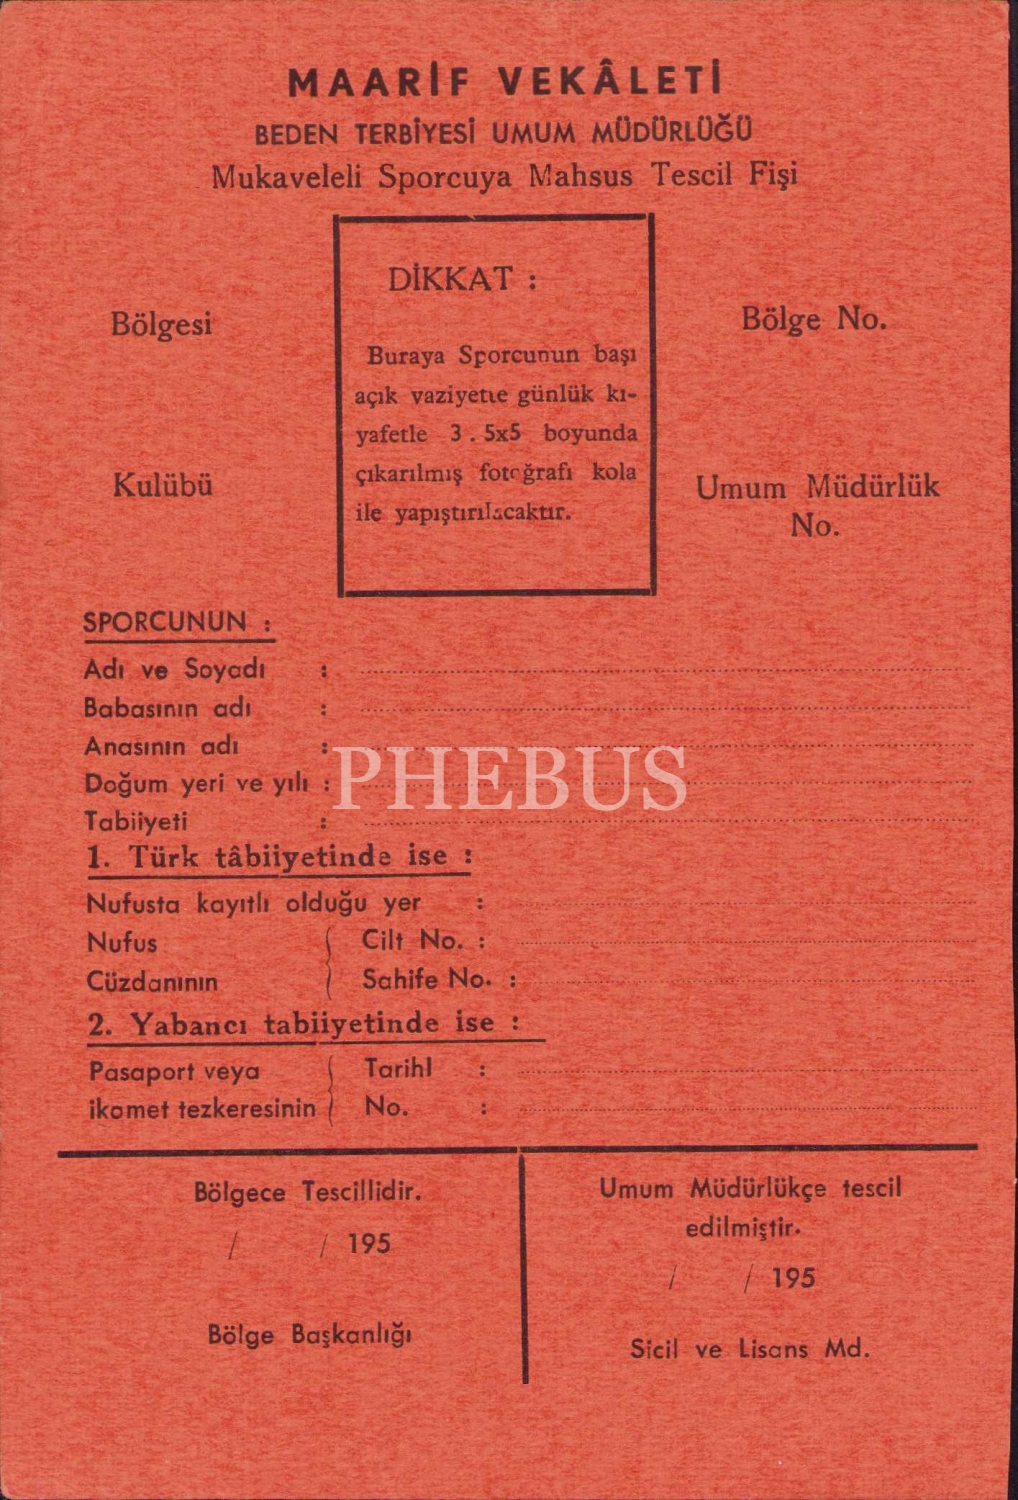 MAARİF VEKÂLETİ
BEDEN TERBİYESİ UMUM MÜDÜRLÜĞÜ
Mukaveleli Sporcuya Mahsus Tescil Fişi
DİKKAT :
Buraya Sporcunun başı
açık vaziyette günlük kı-
yafetle 3.5x5 boyunda
çıkarılmış fotoğrafı kola
ile yapıştırılacaktır.
Bölgesi
Bölge No.
Kulübü
Umum Müdürlük
No.
SPORCUNUN :
Adı ve Soyadı :
Babasının adı :
Anasının adı :
Doğum yeri ve yılı :
Tabiiyeti :
PHEBUS
1. Türk tâbiiyetinde ise :
Nufusta kayıtlı olduğu yer :
Nufus Cilt No. :
Cüzdanının Sahife No. :
2. Yabancı tabiiyetinde ise :
Pasaport veya Tarihl :
ikamet tezkeresinin No. :
Bölgece Tescillidir.
/ / 195
Bölge Başkanlığı
Umum Müdürlükçe tescil
edilmiştir.
/ / 195
Sicil ve Lisans Md.